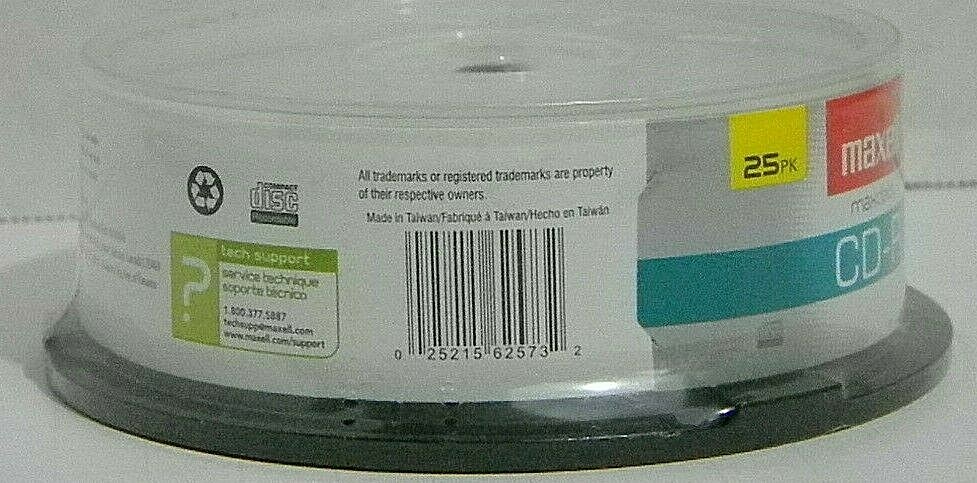 COMPACT
disc
All trademarks or registered trademarks are property
of their respective owners.
Made in Taiwan/Fabriqué à Taiwan/Hecho en Taiwán
?
tech support
service technique
soporte técnico
1.800.377.5887
techsupp@maxell.com
www.maxell.com/support
0 25215 62573 2
25PK
CD-